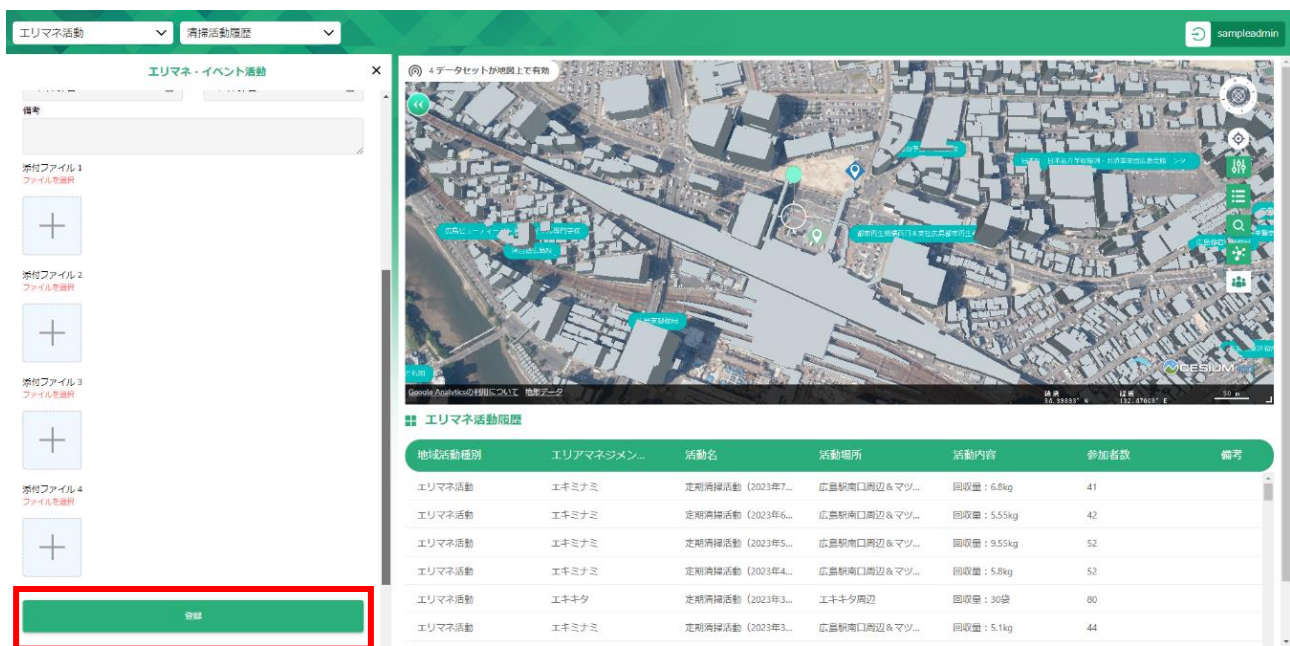 エリマネ活動
清掃活動履歴
sampleadmin
エリマネ・イベント活動
備考
添付ファイル 1
ファイルを選択
添付ファイル 2
ファイルを選択
添付ファイル 3
ファイルを選択
添付ファイル 4
ファイルを選択
登録
4 データセットが地図上で有効
CESIUM
Google Analyticsの利用について 地形データ
50 m
エリマネ活動履歴
地域活動種別 エリアマネジメン... 活動名 活動場所 活動内容 参加者数 備考
エリマネ活動 エキミナミ 定期清掃活動（2023年7... 広島駅南口周辺＆マツ... 回収量：6.8kg 41
エリマネ活動 エキミナミ 定期清掃活動（2023年6... 広島駅南口周辺＆マツ... 回収量：5.55kg 42
エリマネ活動 エキミナミ 定期清掃活動（2023年5... 広島駅南口周辺＆マツ... 回収量：9.55kg 52
エリマネ活動 エキミナミ 定期清掃活動（2023年4... 広島駅南口周辺＆マツ... 回収量：5.8kg 52
エリマネ活動 エキキタ 定期清掃活動（2023年3... エキキタ周辺 回収量：30袋 80
エリマネ活動 エキミナミ 定期清掃活動（2023年3... 広島駅南口周辺＆マツ... 回収量：5.1kg 44